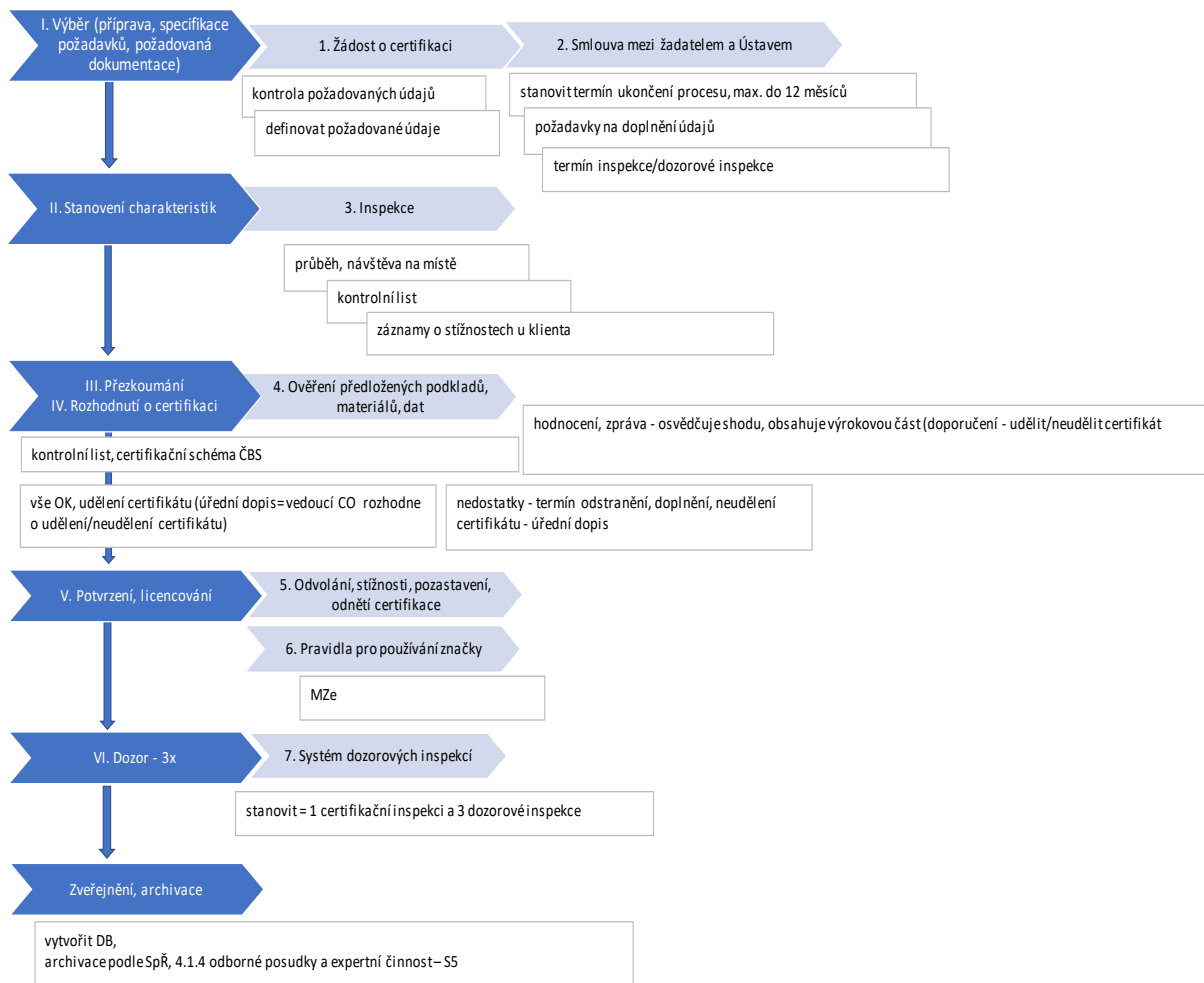 I. Výběr (příprava, specifikace
požadavků, požadovaná
dokumentace)
1. Žádost o certifikaci
2. Smlouva mezi žadatelem a Ústavem
kontrola požadovaných údajů
definovat požadované údaje
stanovit termín ukončení procesu, max. do 12 měsíců
požadavky na doplnění údajů
termín inspekce/dozorové inspekce
II. Stanovení charakteristik
3. Inspekce
průběh, návštěva na místě
kontrolní list
záznamy o stížnostech u klienta
III. Přezkoumání
IV. Rozhodnutí o certifikaci
4. Ověření předložených podkladů,
materiálů, dat
hodnocení, zpráva - osvědčuje shodu, obsahuje výrokovou část (doporučení - udělit/neudělit certifikát
kontrolní list, certifikační schéma ČBS
vše OK, udělení certifikátu (úřední dopis= vedoucí CO rozhodne
o udělení/neudělení certifikátu)
nedostatky - termín odstranění, doplnění, neudělení
certifikátu - úřední dopis
V. Potvrzení, licencování
5. Odvolání, stížnosti, pozastavení,
odnětí certifikace
6. Pravidla pro používání značky
MZe
VI. Dozor - 3x
7. Systém dozorových inspekcí
stanovit = 1 certifikační inspekci a 3 dozorové inspekce
Zveřejnění, archivace
vytvořit DB,
archivace podle SpŘ, 4.1.4 odborné posudky a expertní činnost – S5